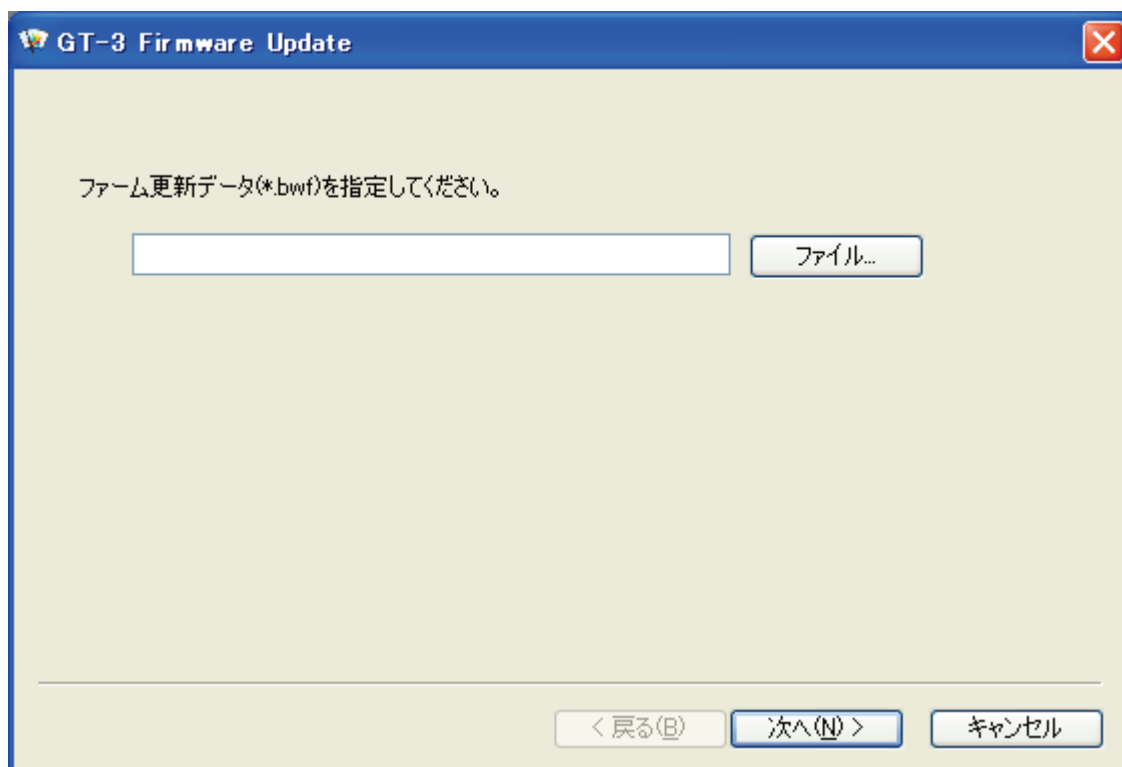 GT-3 Firmware Update
ファーム更新データ(*.bwf)を指定してください。
ファイル...
< 戻る(B) 次へ(N) > キャンセル